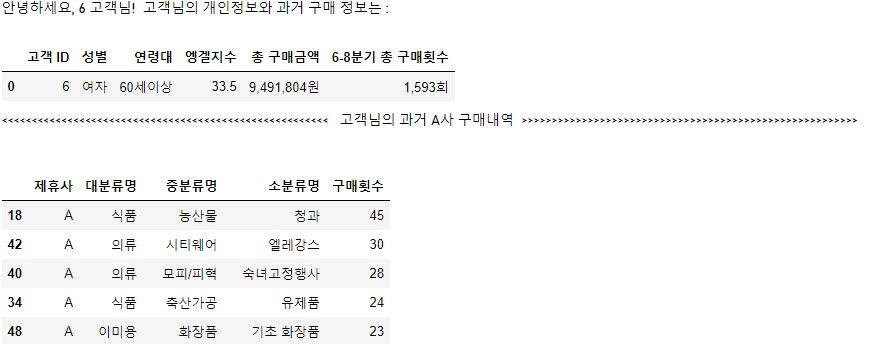 안녕하세요, 6 고객님! 고객님의 개인정보와 과거 구매 정보는 :
고객 ID 성별 연령대 엥겔지수 총 구매금액 6-8분기 총 구매횟수
0 6 여자 60세이상 33.5 9,491,804원 1,593회
<<<<<<<<<<<<<<<<<<<<<<<<<<<<<<<<<<<<<<<<<<<<<<<<<<<<<<< 고객님의 과거 A사 구매내역 >>>>>>>>>>>>>>>>>>>>>>>>>>>>>>>>>>>>>>>>>>>>>>>>>>>>>>>>
제휴사 대분류명 중분류명 소분류명 구매횟수
18 A 식품 농산물 청과 45
42 A 의류 시티웨어 엘레강스 30
40 A 의류 모피/피혁 숙녀고정행사 28
34 A 식품 축산가공 유제품 24
48 A 이미용 화장품 기초 화장품 23